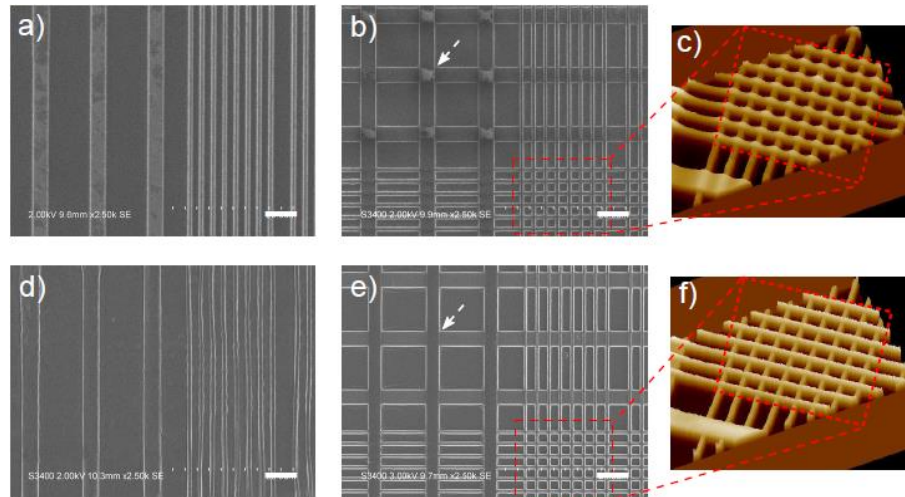 a)
b)
c)
2.00kV 9.6mm x2.50k SE
S3400 2.00kV 9.9mm x2.50k SE
d)
e)
f)
S3400 2.00kV 10.3mm x2.50k SE
S3400 3.00kV 9.7mm x2.50k SE